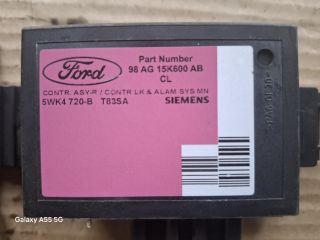 Ford
Part Number
98 AG 15K600 AB
CL
CONTR. ASY-R / CONTR LK & ALAM SYS MN
5WK4 720-B T83SA SIEMENS
Galaxy A55 5G